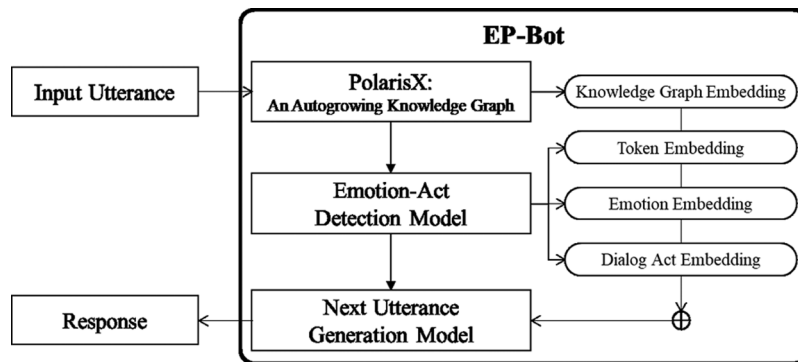 EP-Bot
Input Utterance
PolarisX:
An Autogrowing Knowledge Graph
Knowledge Graph Embedding
Token Embedding
Emotion-Act
Detection Model
Emotion Embedding
Dialog Act Embedding
Response
Next Utterance
Generation Model